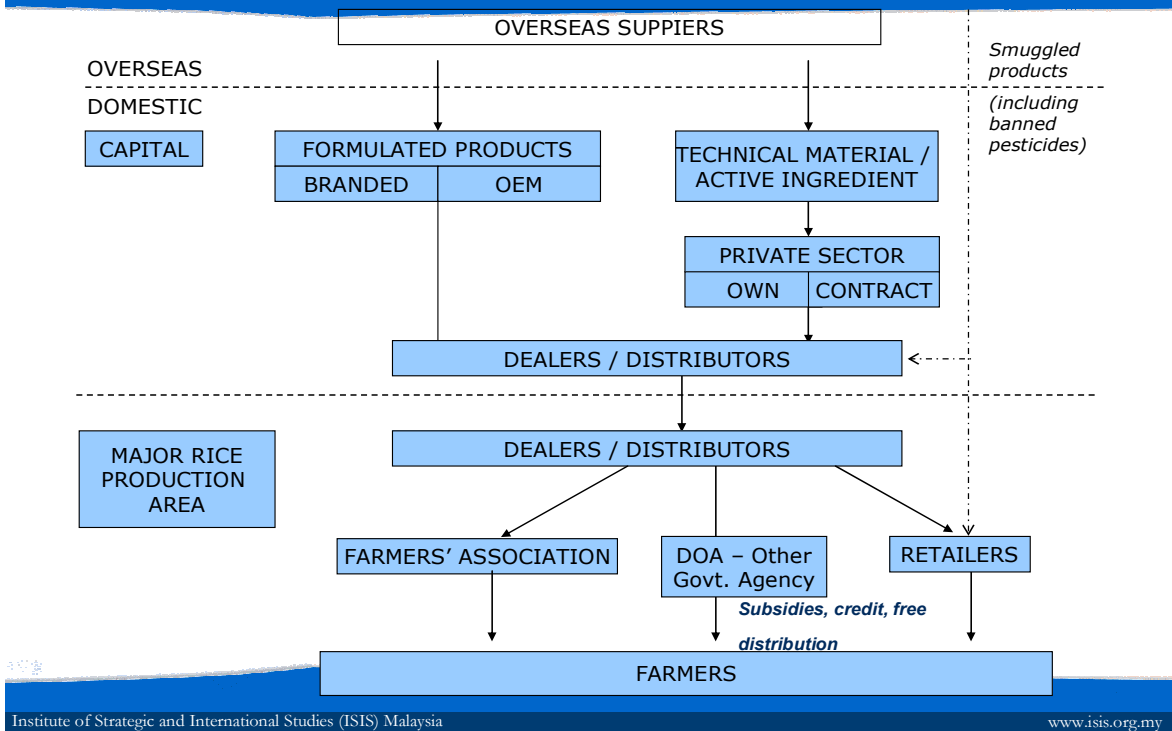 OVERSEAS SUPPIERS
OVERSEAS
Smuggled
products
DOMESTIC
(including
banned
pesticides)
CAPITAL
FORMULATED PRODUCTS
BRANDED
OEM
TECHNICAL MATERIAL /
ACTIVE INGREDIENT
PRIVATE SECTOR
OWN
CONTRACT
DEALERS / DISTRIBUTORS
MAJOR RICE
PRODUCTION
AREA
DEALERS / DISTRIBUTORS
FARMERS’ ASSOCIATION
DOA – Other
Govt. Agency
RETAILERS
Subsidies, credit, free
distribution
FARMERS
Institute of Strategic and International Studies (ISIS) Malaysia
www.isis.org.my